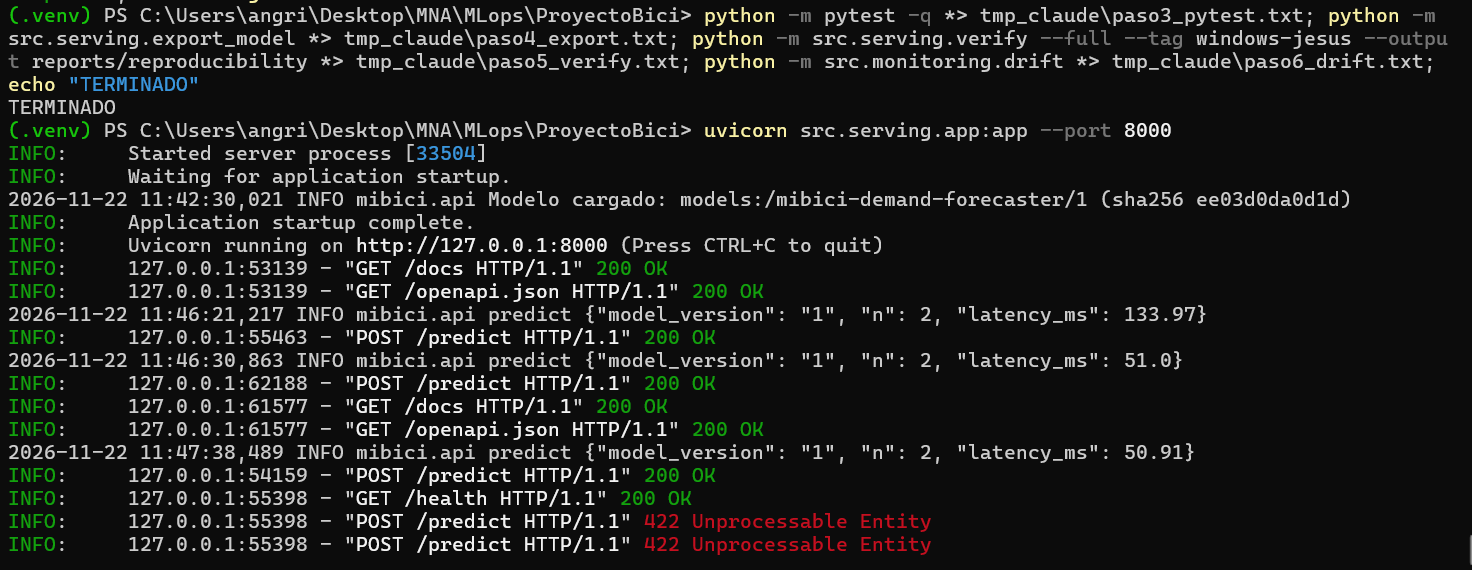 (.venv) PS C:\Users\angri\Desktop\MNA\MLops\ProyectoBici> python -m pytest -q *> tmp_claude\paso3_pytest.txt; python -m
src.serving.export_model *> tmp_claude\paso4_export.txt; python -m src.serving.verify --full --tag windows-jesus --outpu
t reports/reproducibility *> tmp_claude\paso5_verify.txt; python -m src.monitoring.drift *> tmp_claude\paso6_drift.txt;
echo "TERMINADO"
TERMINADO
(.venv) PS C:\Users\angri\Desktop\MNA\MLops\ProyectoBici> uvicorn src.serving.app:app --port 8000
INFO:     Started server process [33504]
INFO:     Waiting for application startup.
2026-11-22 11:42:30,021 INFO mibici.api Modelo cargado: models:/mibici-demand-forecaster/1 (sha256 ee03d0da0d1d)
INFO:     Application startup complete.
INFO:     Uvicorn running on http://127.0.0.1:8000 (Press CTRL+C to quit)
INFO:     127.0.0.1:53139 - "GET /docs HTTP/1.1" 200 OK
INFO:     127.0.0.1:53139 - "GET /openapi.json HTTP/1.1" 200 OK
2026-11-22 11:46:21,217 INFO mibici.api predict {"model_version": "1", "n": 2, "latency_ms": 133.97}
INFO:     127.0.0.1:55463 - "POST /predict HTTP/1.1" 200 OK
2026-11-22 11:46:30,863 INFO mibici.api predict {"model_version": "1", "n": 2, "latency_ms": 51.0}
INFO:     127.0.0.1:62188 - "POST /predict HTTP/1.1" 200 OK
INFO:     127.0.0.1:61577 - "GET /docs HTTP/1.1" 200 OK
INFO:     127.0.0.1:61577 - "GET /openapi.json HTTP/1.1" 200 OK
2026-11-22 11:47:38,489 INFO mibici.api predict {"model_version": "1", "n": 2, "latency_ms": 50.91}
INFO:     127.0.0.1:54159 - "POST /predict HTTP/1.1" 200 OK
INFO:     127.0.0.1:55398 - "GET /health HTTP/1.1" 200 OK
INFO:     127.0.0.1:55398 - "POST /predict HTTP/1.1" 422 Unprocessable Entity
INFO:     127.0.0.1:55398 - "POST /predict HTTP/1.1" 422 Unprocessable Entity